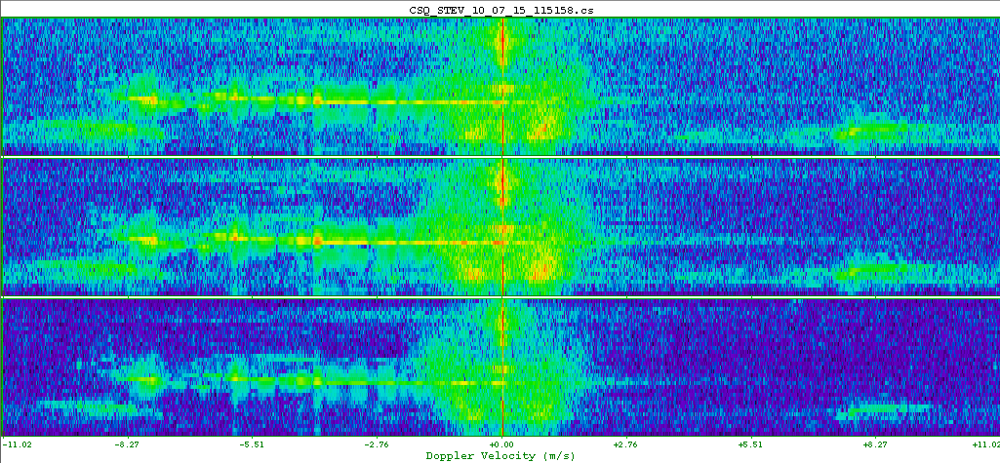 CSQ_STEV_10_07_15_115158.cs
-11.02 -8.27 -5.51 -2.76 +0.00 +2.76 +5.51 +8.27 +11.02
Doppler Velocity (m/s)